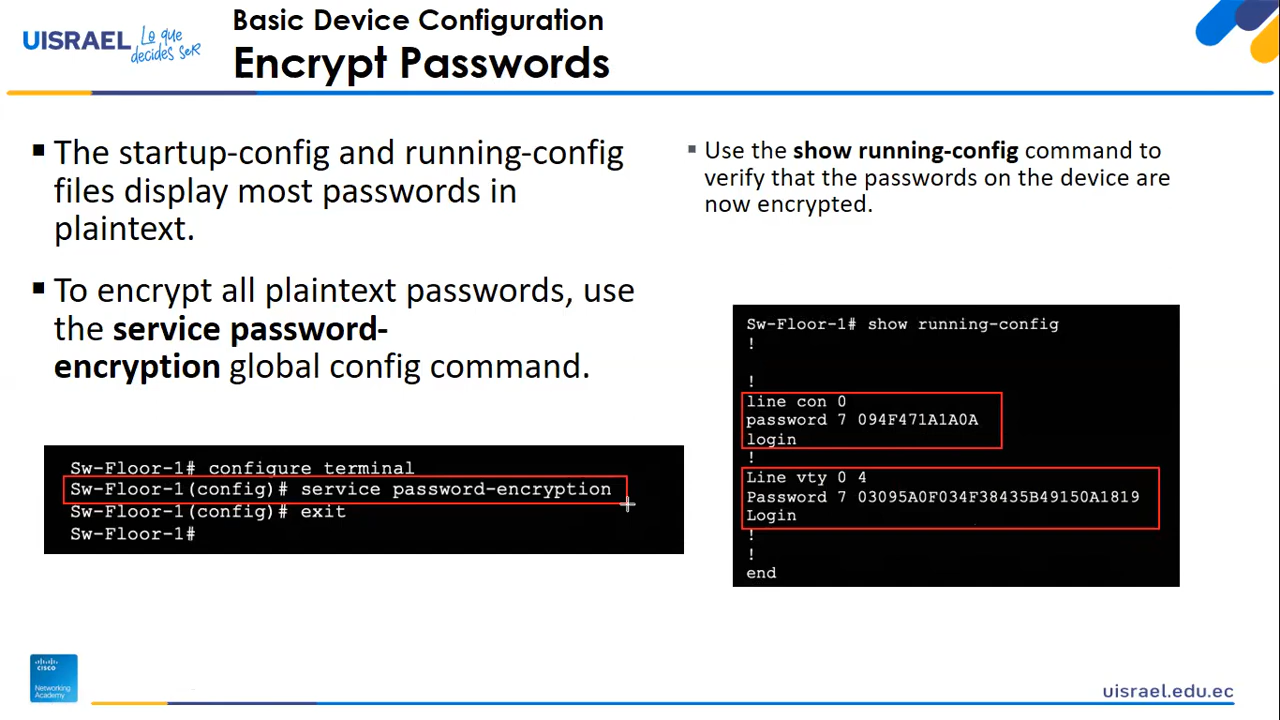 Basic Device Configuration
Encrypt Passwords
UISRAEL Lo que
decides seR
▪ The startup-config and running-config
files display most passwords in
plaintext.
▪ To encrypt all plaintext passwords, use
the service password-
encryption global config command.
Sw-Floor-1# configure terminal
Sw-Floor-1(config)# service password-encryption
Sw-Floor-1(config)# exit
Sw-Floor-1#
▪ Use the show running-config command to
verify that the passwords on the device are
now encrypted.
Sw-Floor-1# show running-config
!
!
line con 0
password 7 094F471A1A0A
login
!
Line vty 0 4
Password 7 03095A0F034F38435B49150A1819
Login
!
!
end
cisco
Networking
Academy
uisrael.edu.ec